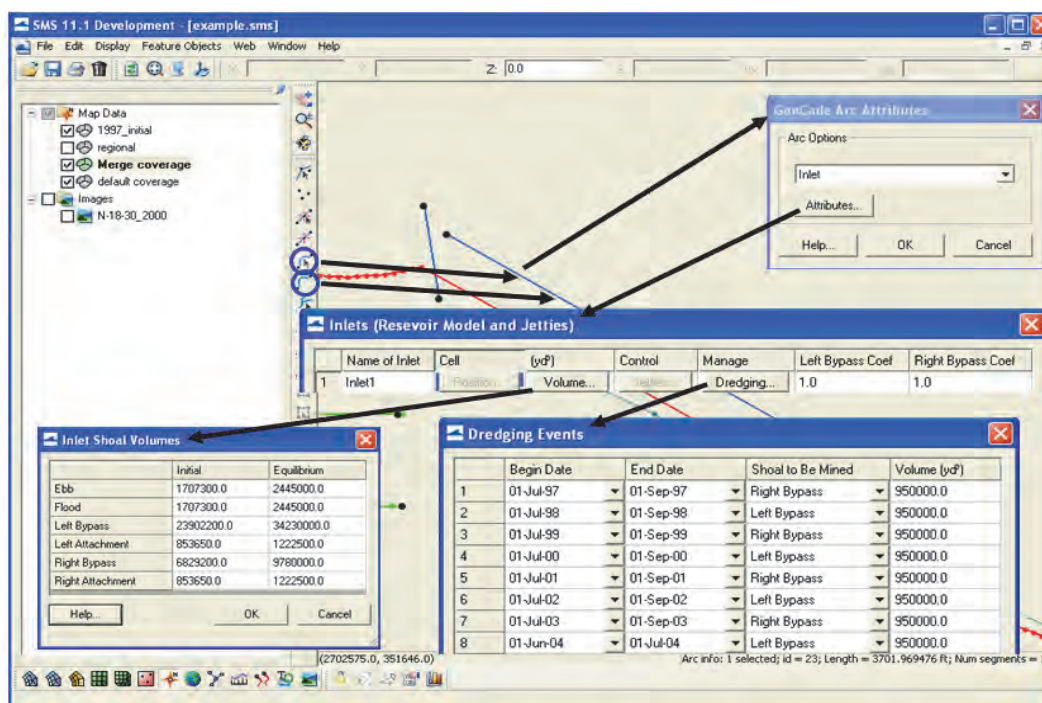 SMS 11.1 Development - [example.sms]
File Edit Display Feature Objects Web Window Help
Z: 0.0
Map Data
1997_initial
regional
Merge coverage
default coverage
Images
N-18-30_2000
GenCade Arc Attributes
Arc Options
Inlet
Attributes...
Help... OK Cancel
Inlets (Resevoir Model and Jetties)
Name of Inlet Cell (yd³) Control Manage Left Bypass Coef Right Bypass Coef
1 Inlet1 Position... Volume... Dredging... 1.0 1.0
Inlet Shoal Volumes
Initial Equilibrium
Ebb 1707300.0 2445000.0
Flood 1707300.0 2445000.0
Left Bypass 23902200.0 34230000.0
Left Attachment 853650.0 1222500.0
Right Bypass 6829200.0 9780000.0
Right Attachment 853650.0 1222500.0
Help... OK Cancel
Dredging Events
Begin Date End Date Shoal to Be Mined Volume (yd³)
1 01-Jul-97 01-Sep-97 Right Bypass 950000.0
2 01-Jul-98 01-Sep-98 Left Bypass 950000.0
3 01-Jul-99 01-Sep-99 Right Bypass 950000.0
4 01-Jul-00 01-Sep-00 Left Bypass 950000.0
5 01-Jul-01 01-Sep-01 Right Bypass 950000.0
6 01-Jul-02 01-Sep-02 Left Bypass 950000.0
7 01-Jul-03 01-Sep-03 Right Bypass 950000.0
8 01-Jun-04 01-Jul-04 Left Bypass 950000.0
(2702575.0, 351646.0) Arc info: 1 selected; id = 23; Length = 3701.969476 ft; Num segments =